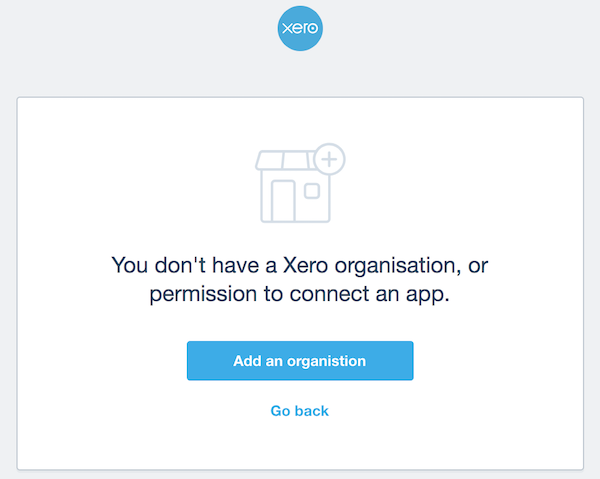 xero
You don't have a Xero organisation, or
permission to connect an app.
Add an organistion
Go back